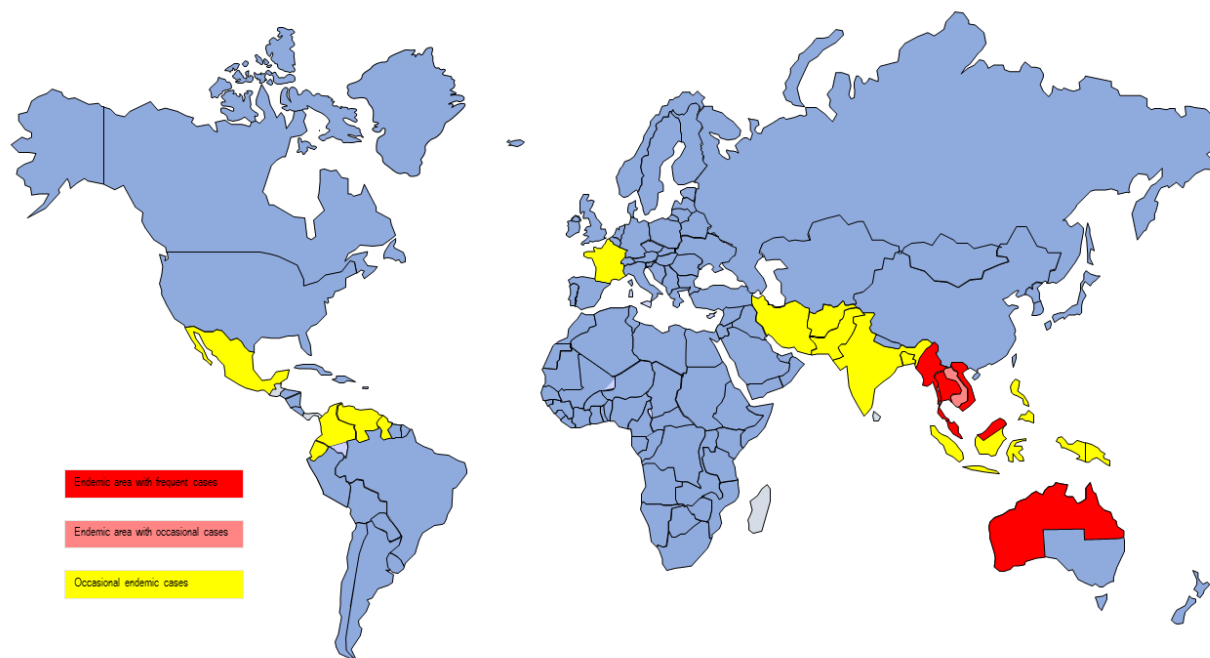 Endemic area with frequent cases
Endemic area with occasional cases
Occasional endemic cases